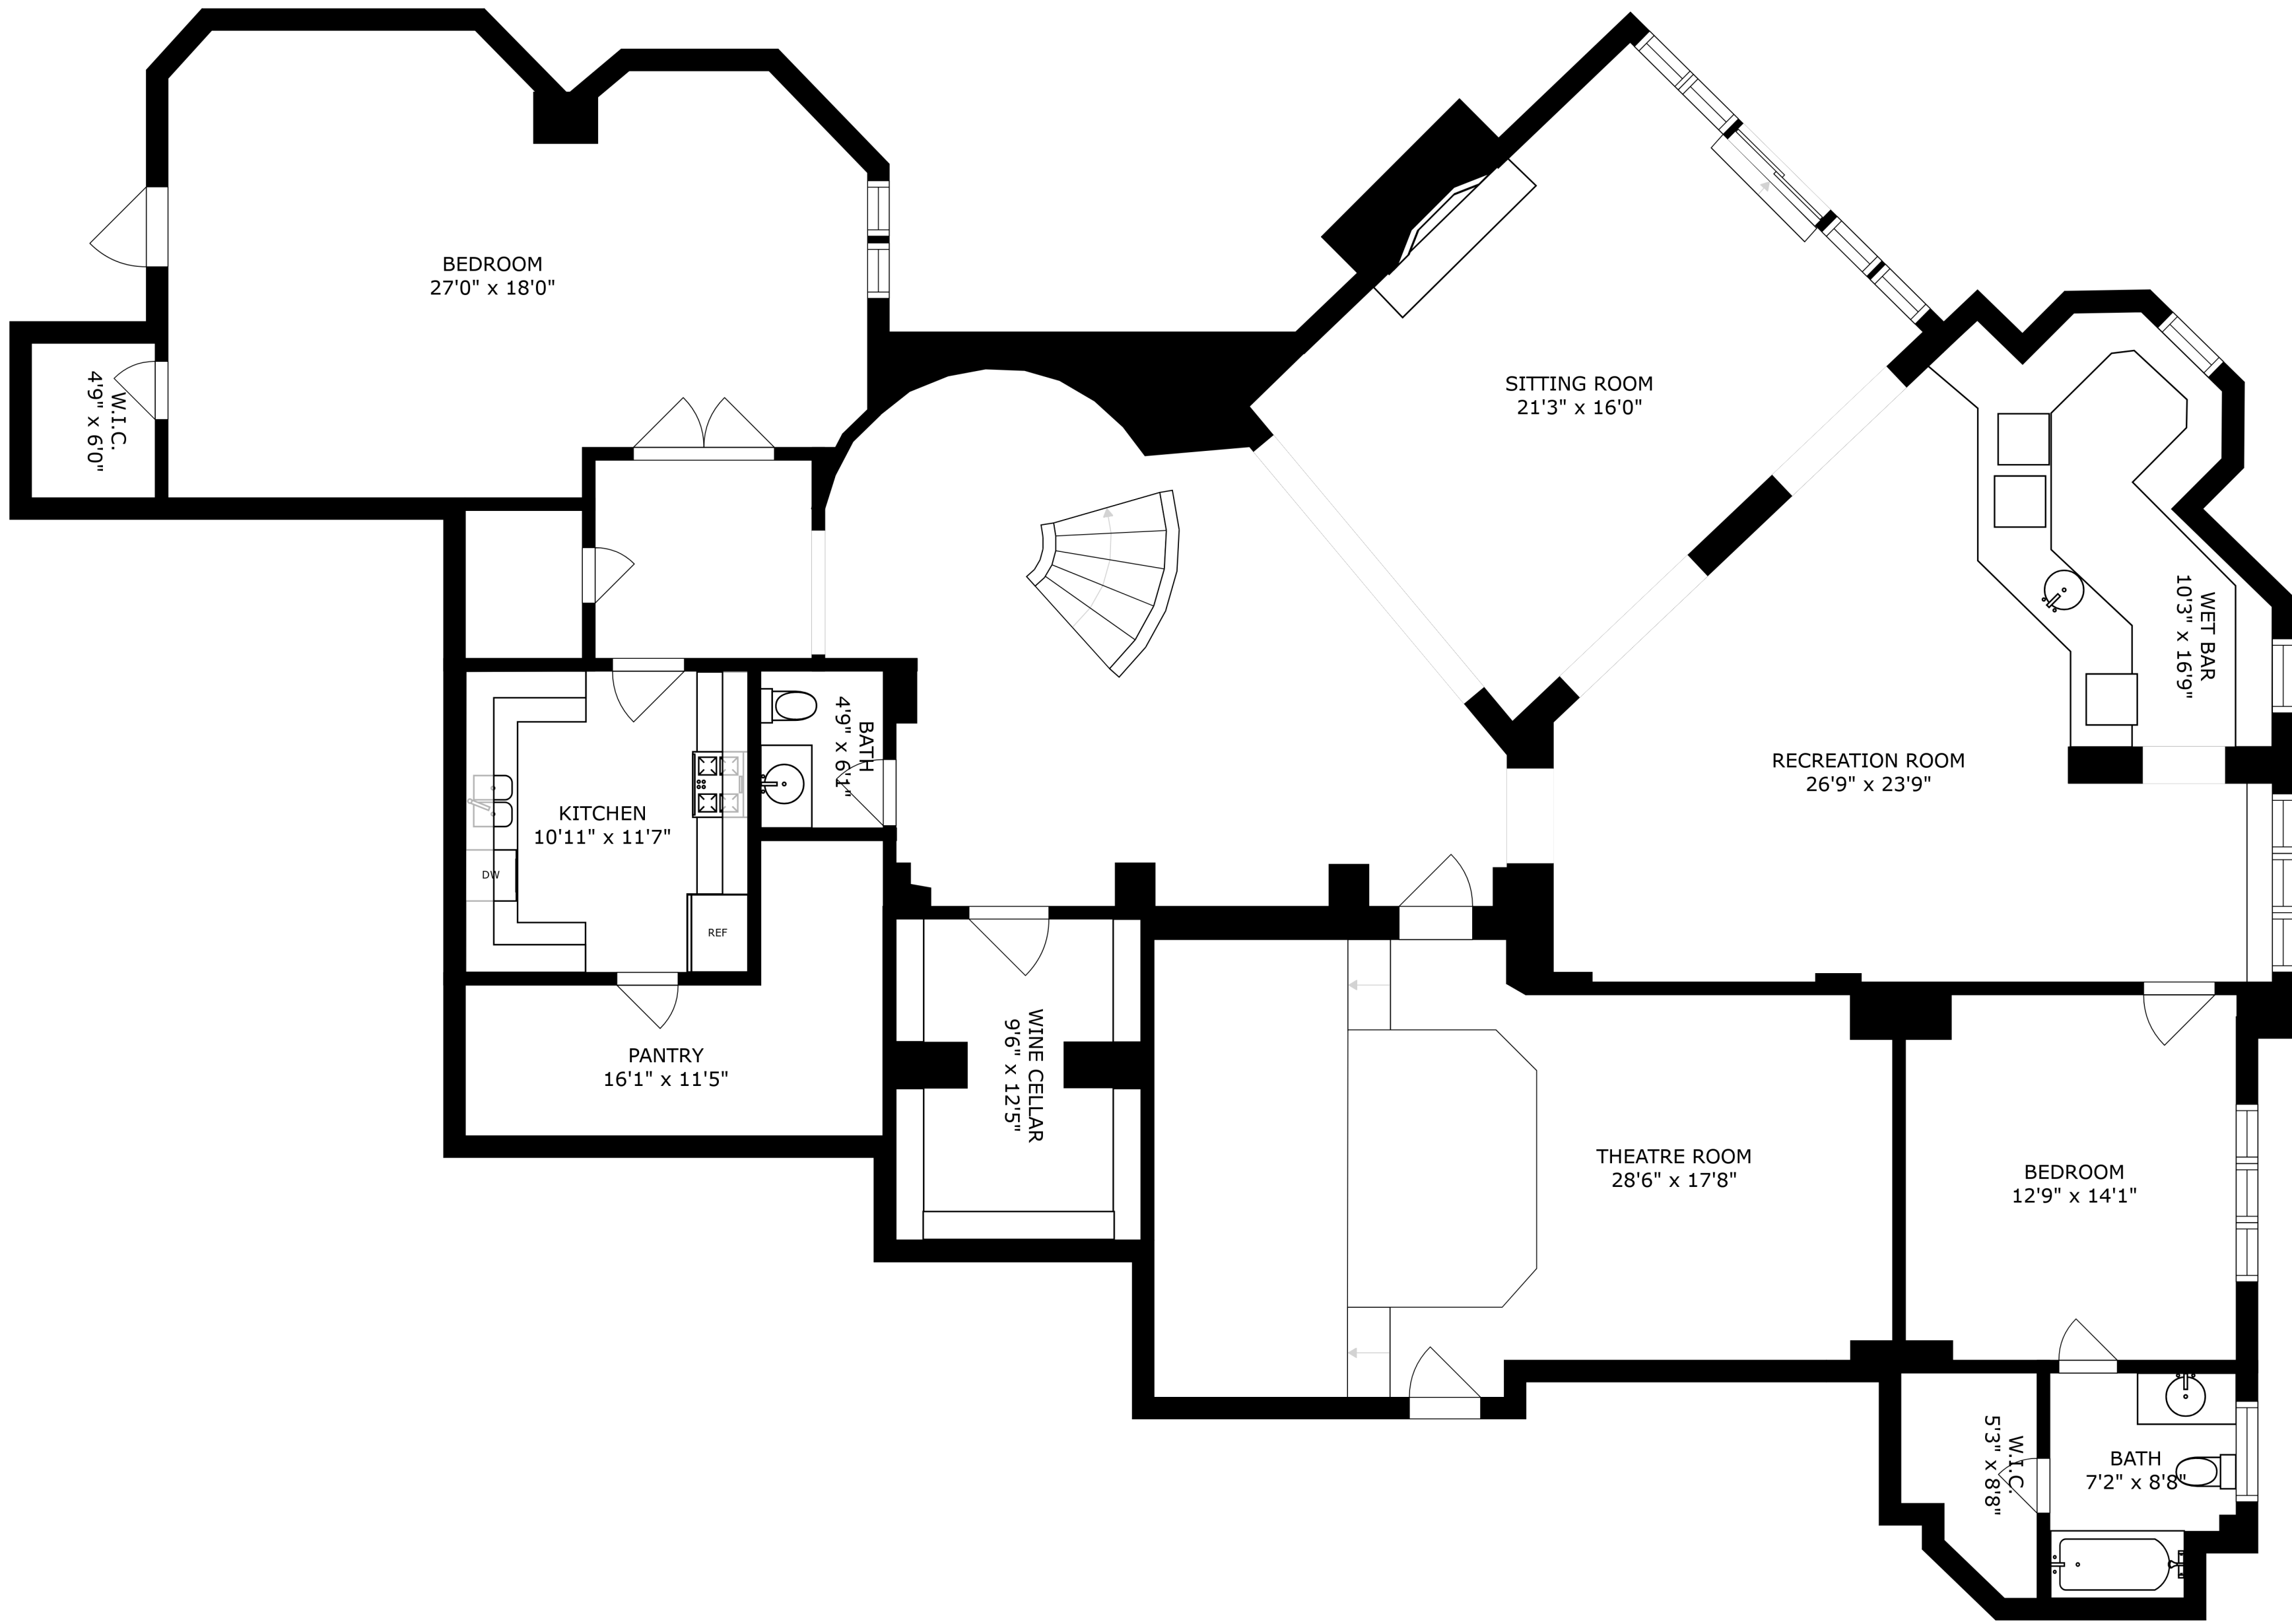 BEDROOM
27'0" x 18'0"
W.I.C.
4'9" x 6'0"
SITTING ROOM
21'3" x 16'0"
WET BAR
10'3" x 16'9"
RECREATION ROOM
26'9" x 23'9"
BATH
4'9" x 6'1"
KITCHEN
10'11" x 11'7"
DW
REF
PANTRY
16'1" x 11'5"
WINE CELLAR
9'6" x 12'5"
THEATRE ROOM
28'6" x 17'8"
BEDROOM
12'9" x 14'1"
W.I.C.
5'3" x 8'8"
BATH
7'2" x 8'8"